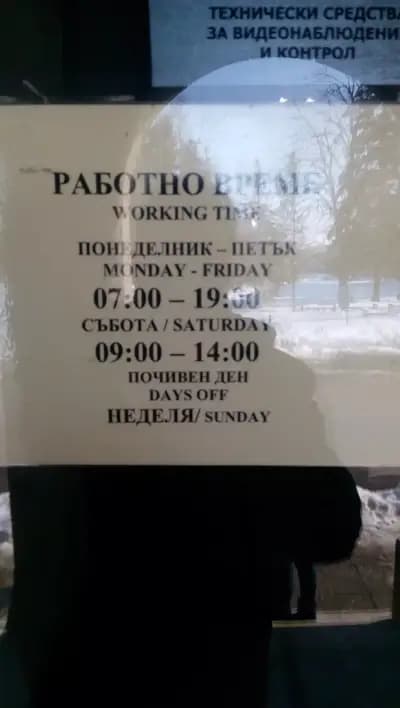 ТЕХНИЧЕСКИ СРЕДСТВА
ЗА ВИДЕОНАБЛЮДЕНИ
И КОНТРОЛ
РАБОТНО ВРЕМЕ
WORKING TIME
ПОНЕДЕЛНИК – ПЕТЪК
MONDAY - FRIDAY
07:00 – 19:00
СЪБОТА / SATURDAY
09:00 – 14:00
ПОЧИВЕН ДЕН
DAYS OFF
НЕДЕЛЯ/ SUNDAY